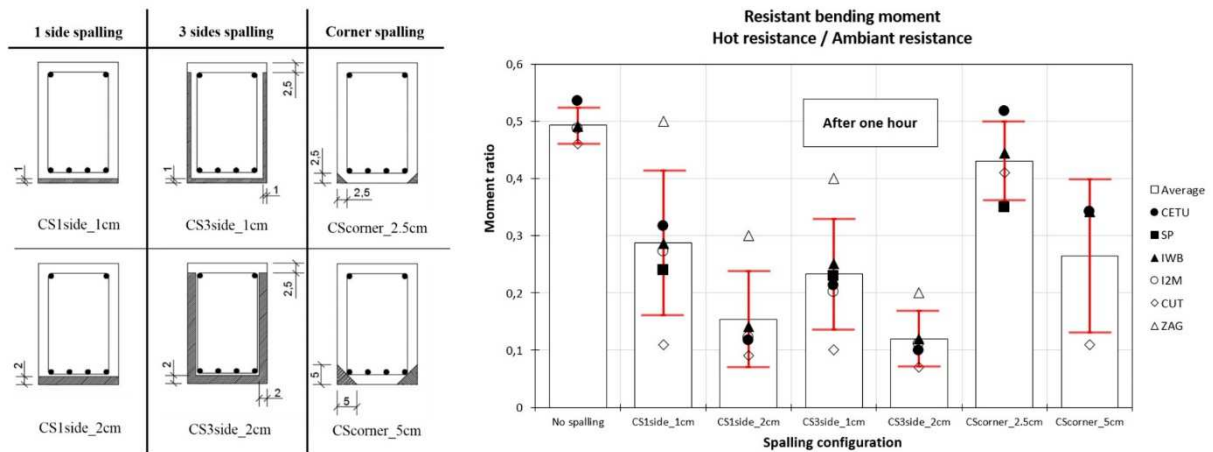 1 side spalling
3 sides spalling
Corner spalling
2,5
1
1
1
2,5
2,5
2,5
CS1side_1cm
CS3side_1cm
CScorner_2.5cm
2,5
2
2
2
5
5
CS1side_2cm
CS3side_2cm
CScorner_5cm
Resistant bending moment
Hot resistance / Ambiant resistance
0,6
0,5
0,4
0,3
0,2
0,1
0
Moment ratio
After one hour
No spalling
CS1side_1cm
CS1side_2cm
CS3side_1cm
CS3side_2cm
CScorner_2.5cm
CScorner_5cm
Spalling configuration
Average
CETU
SP
IWB
I2M
CUT
ZAG